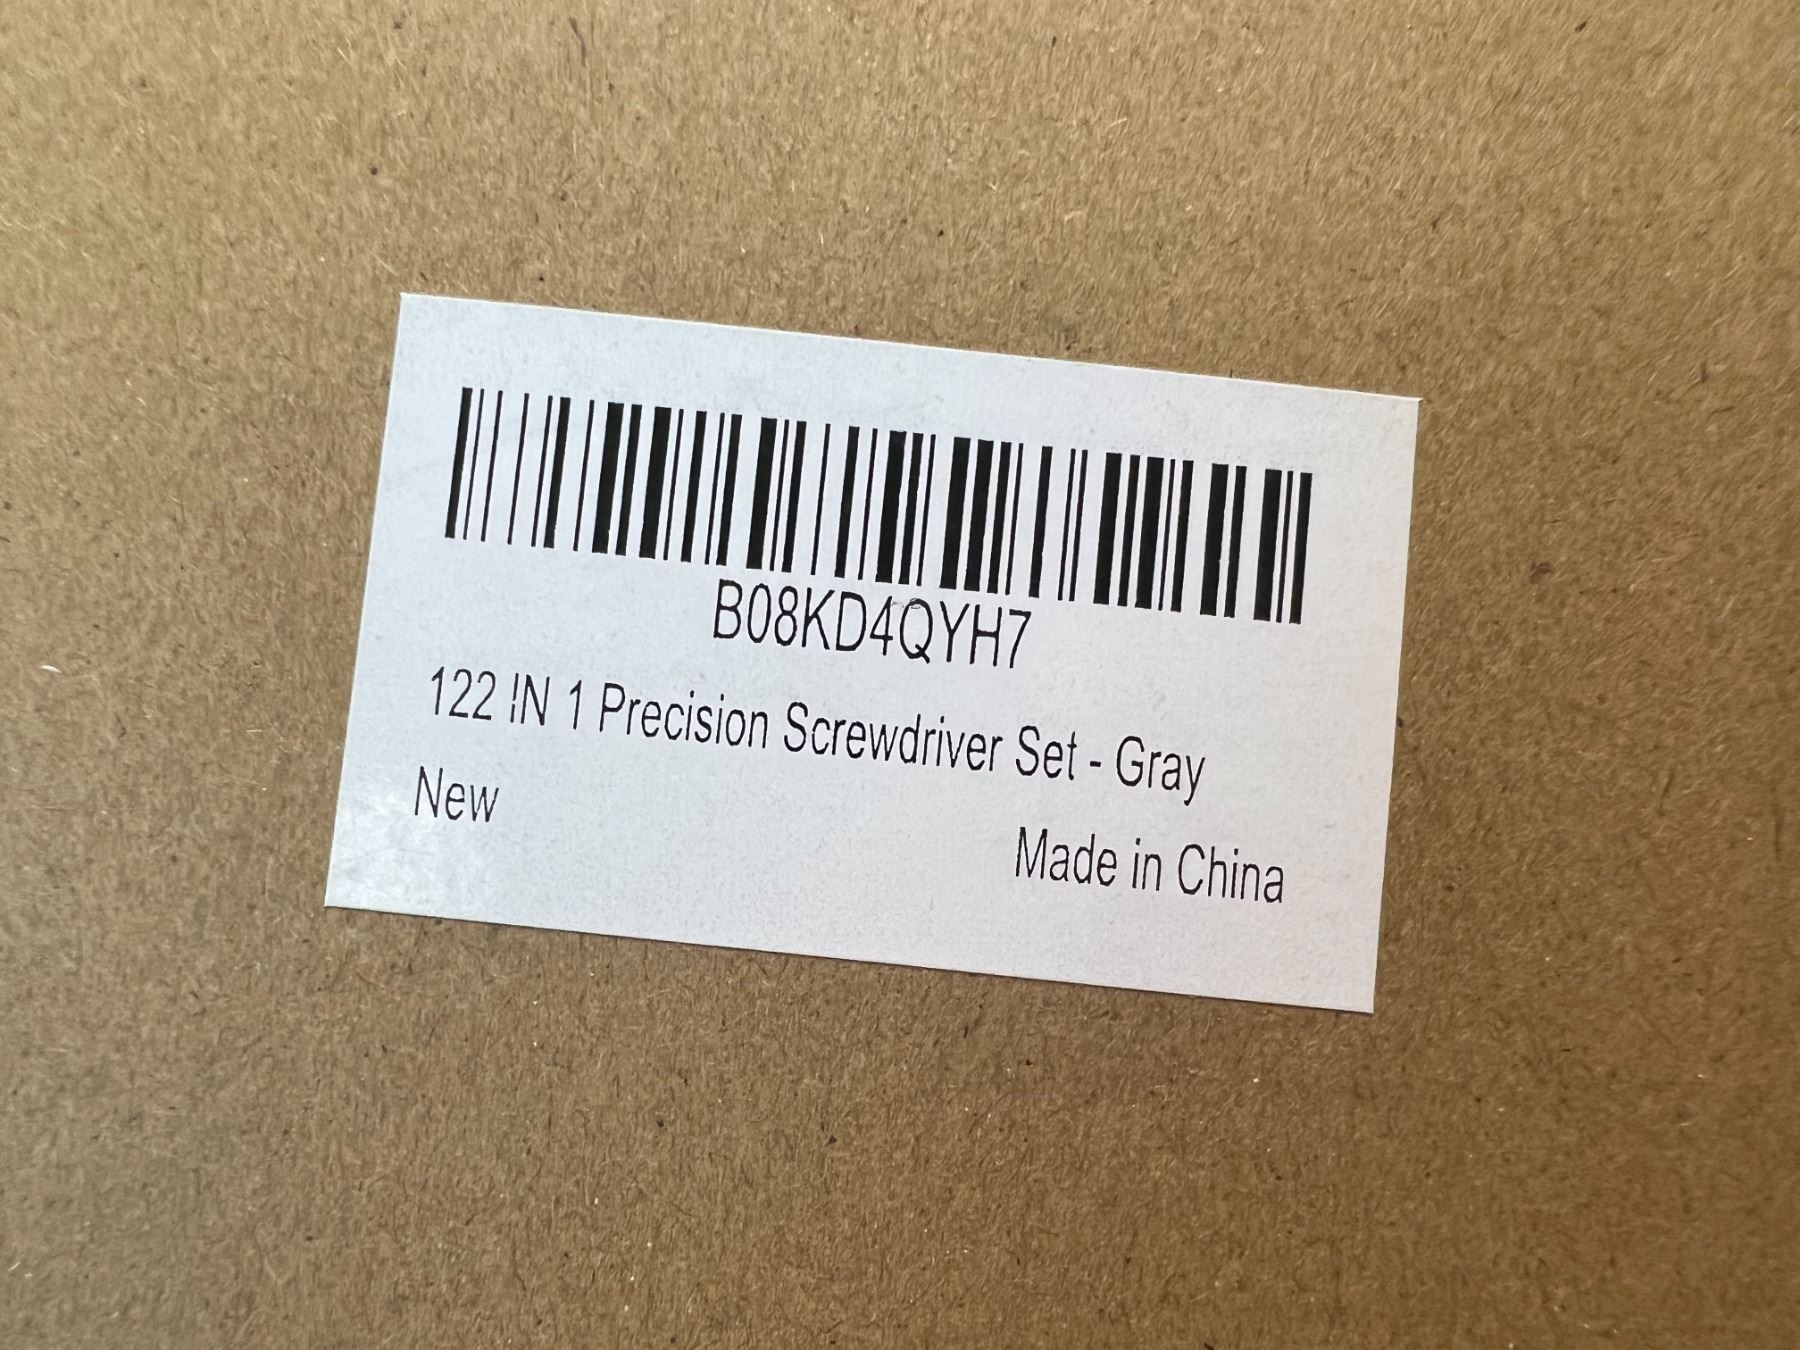 B08KD4QYH7
122 IN 1 Precision Screwdriver Set - Gray
New
Made in China